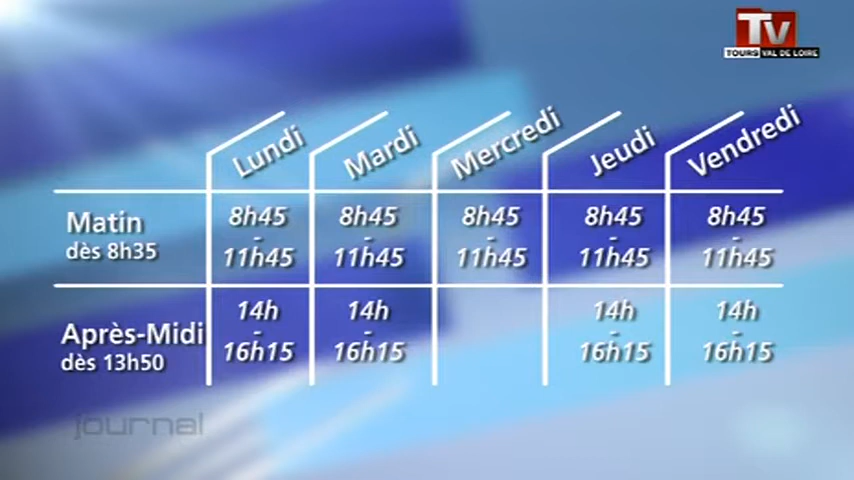 TV
TOURS VAL DE LOIRE
Lundi Mardi Mercredi Jeudi Vendredi
Matin
dès 8h35
8h45 8h45 8h45 8h45 8h45
- - - - -
11h45 11h45 11h45 11h45 11h45
Après-Midi
dès 13h50
14h 14h 14h 14h
- - - -
16h15 16h15 16h15 16h15
journal